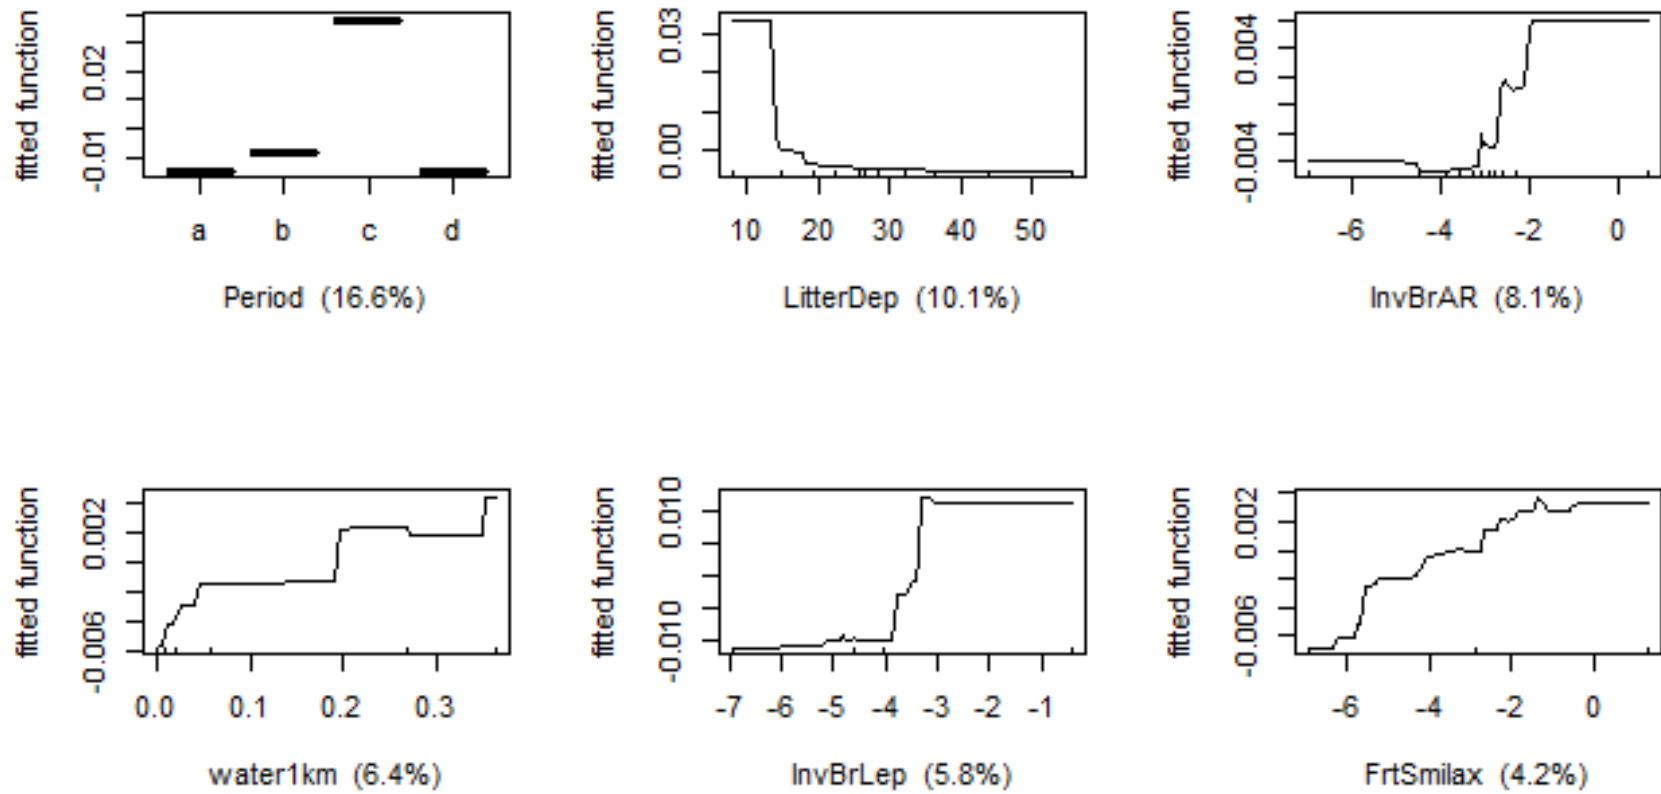 fitted function
0.02
-0.01
a b c d
Period (16.6%)
fitted function
0.03
0.00
10 20 30 40 50
LitterDep (10.1%)
fitted function
0.004
-0.004
-6 -4 -2 0
InvBrAR (8.1%)
fitted function
0.002
-0.006
0.0 0.1 0.2 0.3
water1km (6.4%)
fitted function
0.010
-0.010
-7 -6 -5 -4 -3 -2 -1
InvBrLep (5.8%)
fitted function
0.002
-0.006
-6 -4 -2 0
FrtSmilax (4.2%)